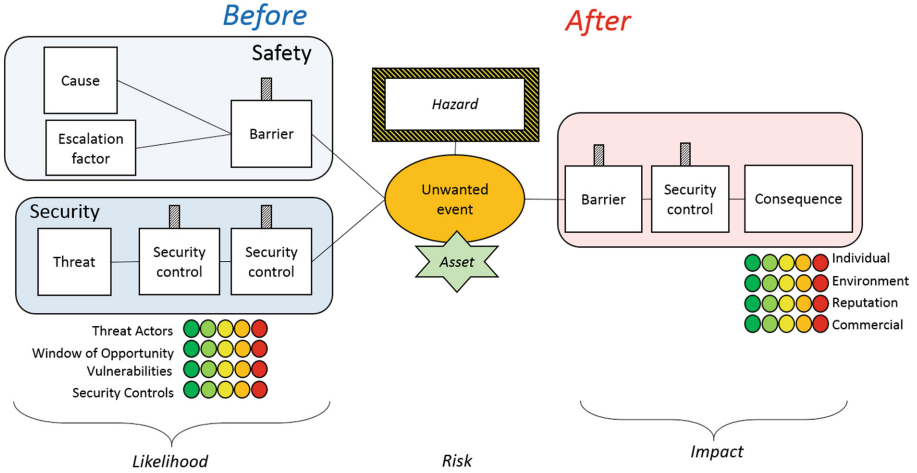 Before
After
Safety
Cause
Escalation
factor
Barrier
Hazard
Unwanted
event
Asset
Security
Threat
Security
control
Security
control
Barrier
Security
control
Consequence
Threat Actors
Window of Opportunity
Vulnerabilities
Security Controls
Individual
Environment
Reputation
Commercial
Likelihood
Risk
Impact